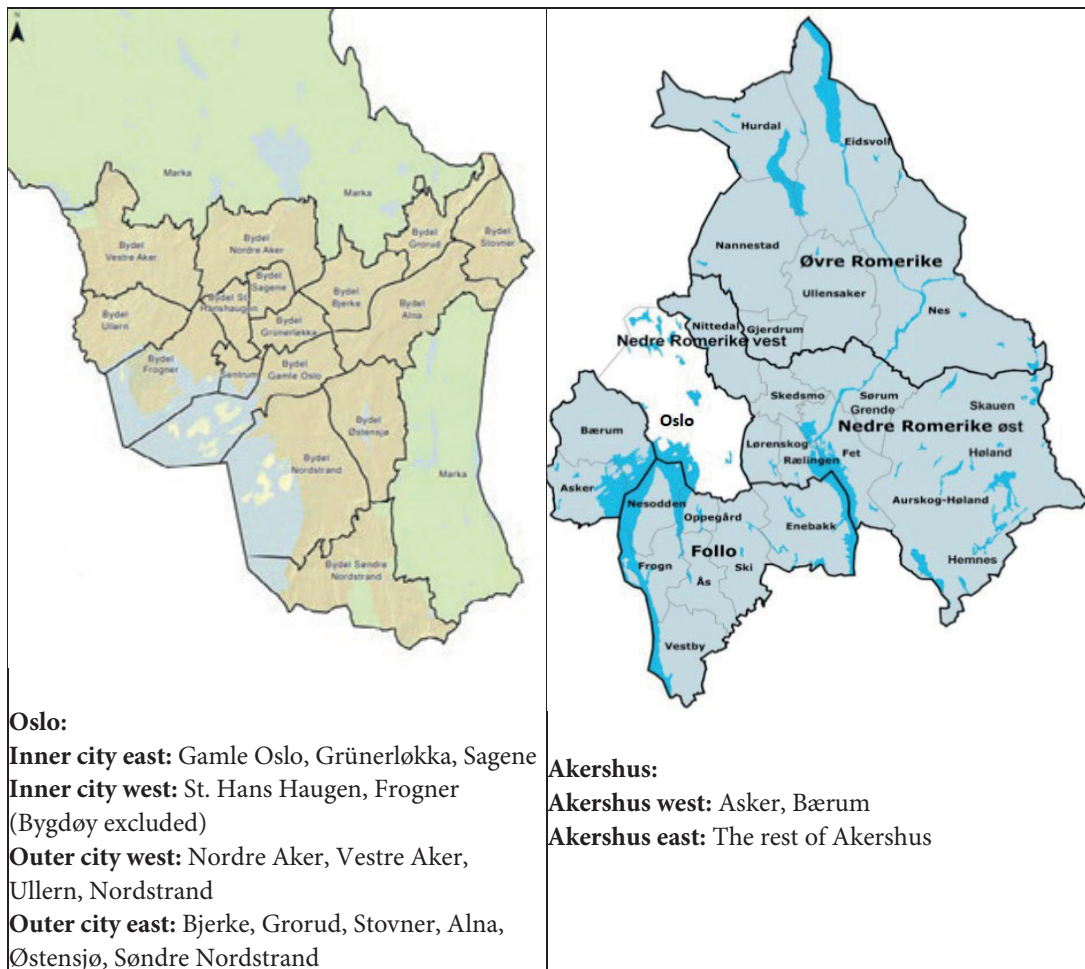 N
Marka
Marka
Bydel
Vestre Aker
Bydel
Nordre Aker
Bydel
Grorud
Bydel
Stovner
Bydel
Sagene
Bydel St
Hanshaugen
Bydel
Bjerke
Bydel
Alna
Bydel
Ullern
Bydel
Grünerløkka
Bydel
Frogner
Sentrum
Bydel
Gamle Oslo
Bydel
Østensjø
Bydel
Nordstrand
Marka
Bydel Søndre
Nordstrand
Oslo:
Inner city east: Gamle Oslo, Grünerløkka, Sagene
Inner city west: St. Hans Haugen, Frogner
(Bygdøy excluded)
Outer city west: Nordre Aker, Vestre Aker,
Ullern, Nordstrand
Outer city east: Bjerke, Grorud, Stovner, Alna,
Østensjø, Søndre Nordstrand
Hurdal
Eidsvoll
Nannestad
Øvre Romerike
Ullensaker
Nes
Nittedal
Gjerdrum
Nedre Romerike vest
Skedsmo
Sørum
Grende
Skauen
Oslo
Nedre Romerike øst
Bærum
Lørenskog
Rælingen
Fet
Høland
Asker
Aurskog-Høland
Nesodden
Oppegård
Enebakk
Follo
Frogn
Ski
Ås
Hemnes
Vestby
Akershus:
Akershus west: Asker, Bærum
Akershus east: The rest of Akershus